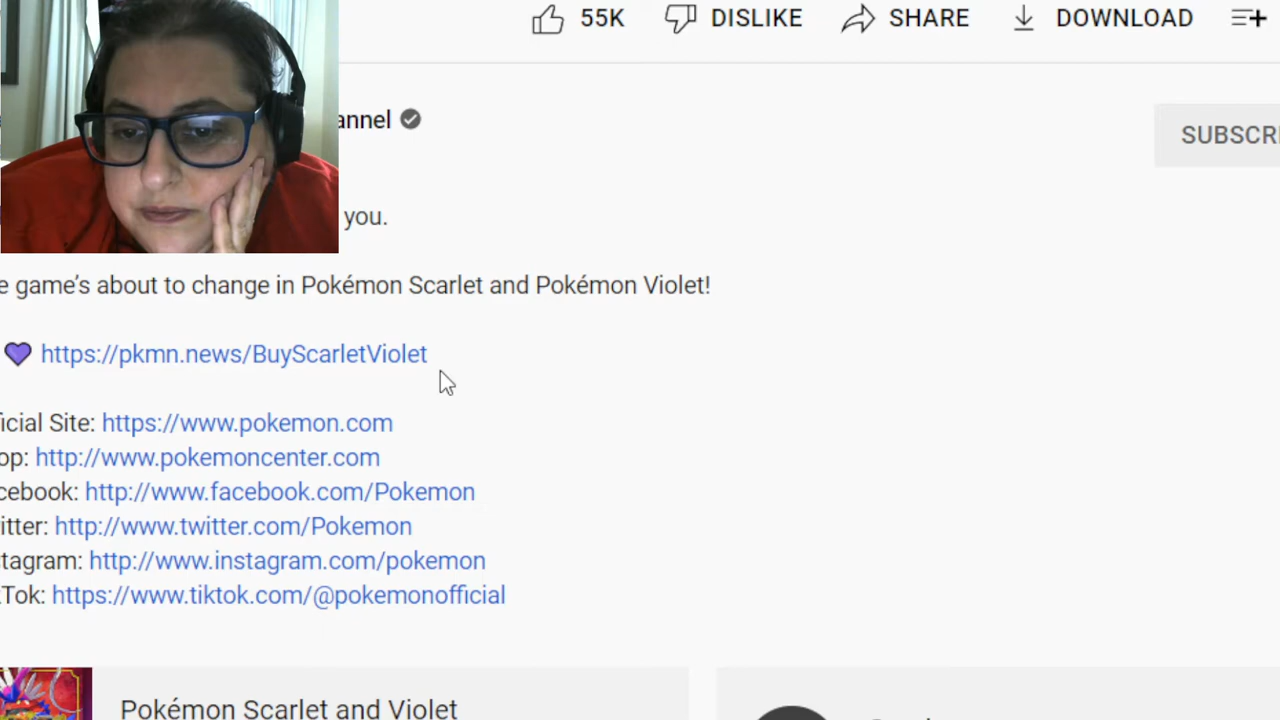 55K DISLIKE SHARE DOWNLOAD
annel
SUBSCRI
you.
e game's about to change in Pokémon Scarlet and Pokémon Violet!
https://pkmn.news/BuyScarletViolet
ficial Site: https://www.pokemon.com
op: http://www.pokemoncenter.com
cebook: http://www.facebook.com/Pokemon
itter: http://www.twitter.com/Pokemon
stagram: http://www.instagram.com/pokemon
Tok: https://www.tiktok.com/@pokemonofficial
Pokémon Scarlet and Violet